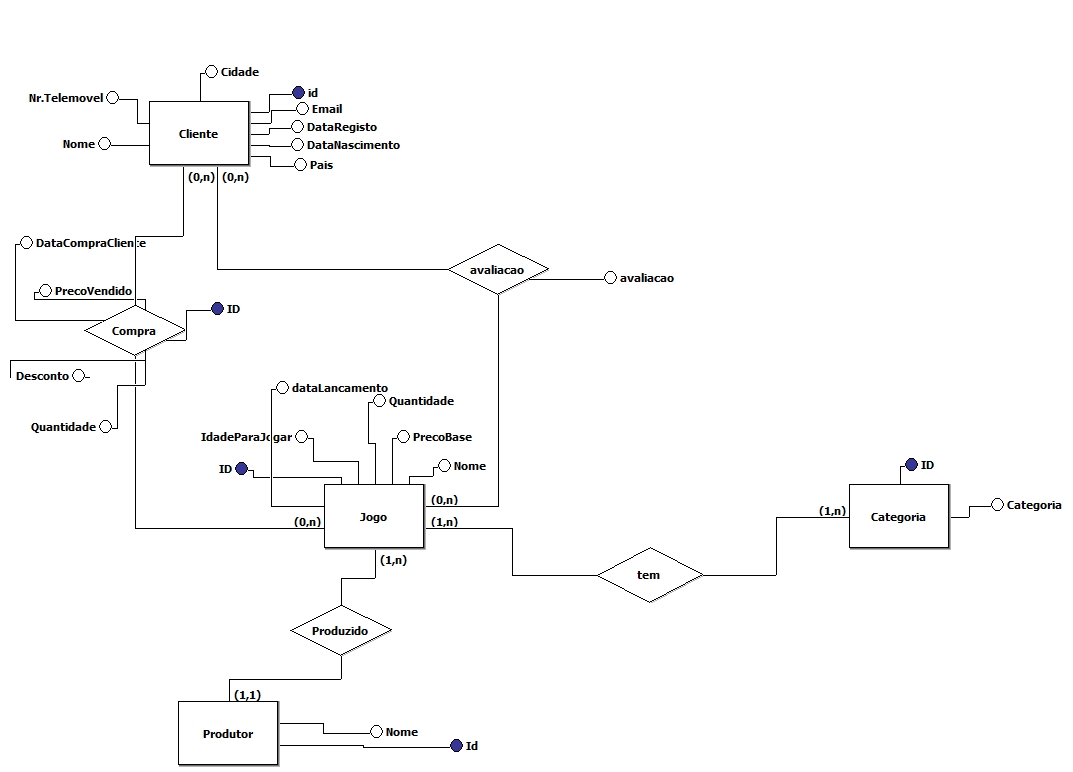 Cidade
Nr.Telemovel
id
Email
Cliente
DataRegisto
Nome
DataNascimento
Pais
(0,n)
(0,n)
DataCompraCliente
avaliacao
avaliacao
PrecoVendido
ID
Compra
Desconto
dataLancamento
Quantidade
Quantidade
IdadeParaJogar
PrecoBase
ID
Nome
ID
(0,n)
(1,n)
Categoria
(0,n)
Jogo
(1,n)
Categoria
(1,n)
tem
Produzido
(1,1)
Produtor
Nome
Id